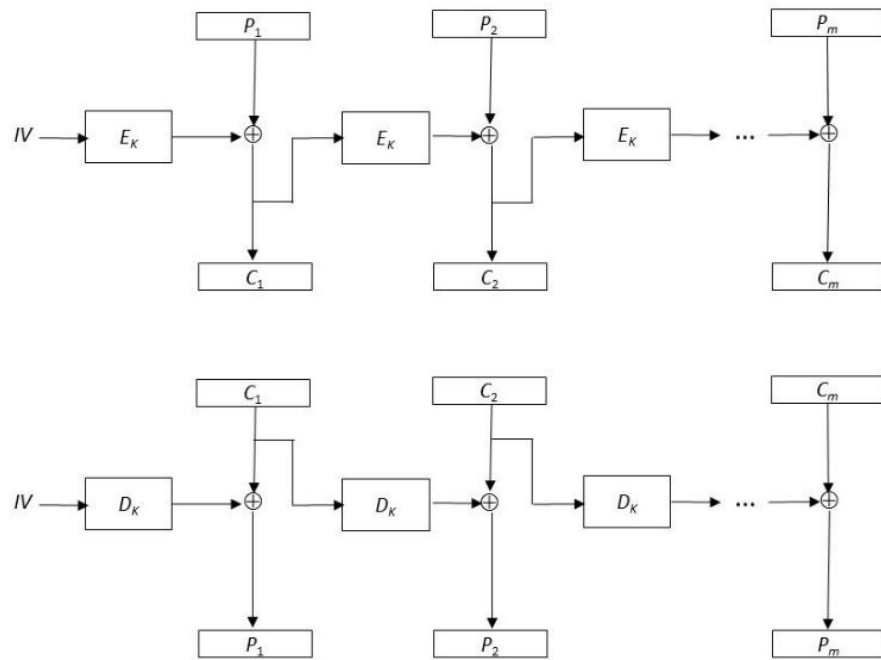 P1 P2 Pm
IV EK EK EK ...
C1 C2 Cm
C1 C2 Cm
IV DK DK DK ...
P1 P2 Pm